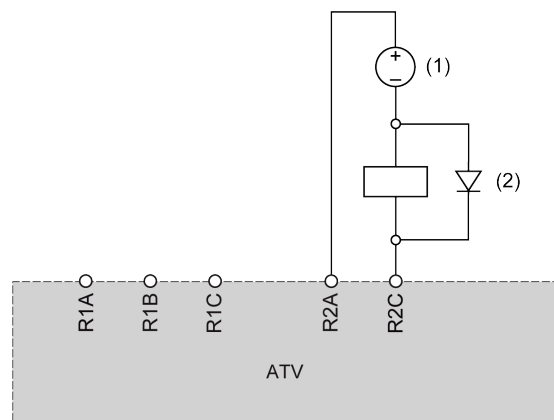 +
(1)
−
(2)
R1A
R1B
R1C
R2A
R2C
ATV